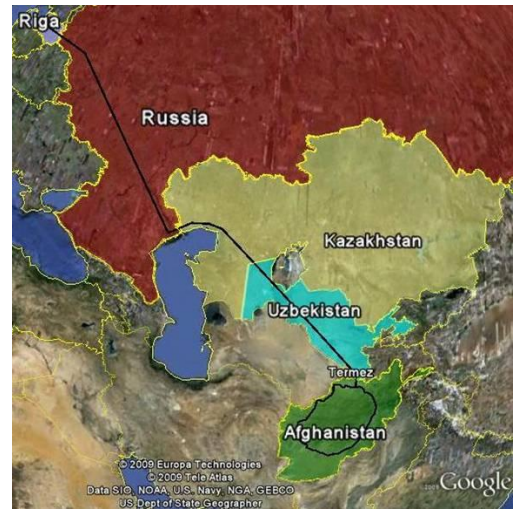 Riga
Russia
Kazakhstan
Uzbekistan
Termez
Afghanistan
© 2009 Europa Technologies
© 2009 Tele Atlas
Data SIO, NOAA, U.S. Navy, NGA, GEBCO
US Dept of State Geographer
Google